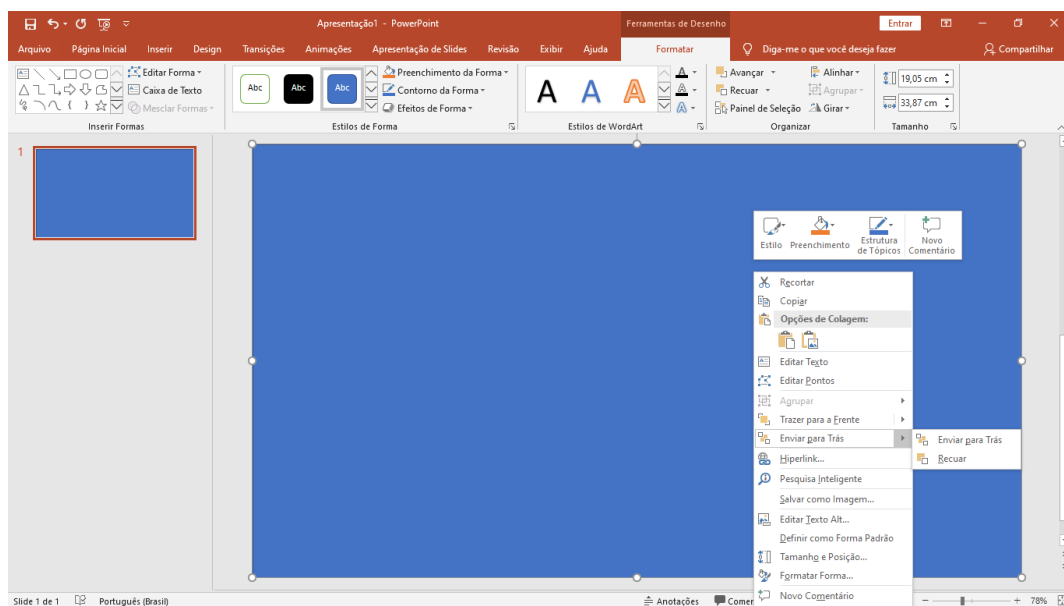 Apresentação1 - PowerPoint
Ferramentas de Desenho
Entrar
Arquivo Página Inicial Inserir Design Transições Animações Apresentação de Slides Revisão Exibir Ajuda Formatar Diga-me o que você deseja fazer Compartilhar
Editar Forma
Caixa de Texto
Mesclar Formas
Inserir Formas
Abc Abc Abc
Preenchimento da Forma
Contorno da Forma
Efeitos de Forma
Estilos de Forma
A A A
A
A
A
Estilos de WordArt
Avançar
Recuar
Painel de Seleção
Alinhar
Agrupar
Girar
Organizar
19,05 cm
33,87 cm
Tamanho
1
Estilo Preenchimento Estrutura de Tópicos Novo Comentário
Recortar
Copiar
Opções de Colagem:
Editar Texto
Editar Pontos
Agrupar
Trazer para a Frente
Enviar para Trás
Enviar para Trás
Recuar
Hiperlink...
Pesquisa Inteligente
Salvar como Imagem...
Editar Texto Alt...
Definir como Forma Padrão
Tamanho e Posição...
Formatar Forma...
Novo Comentário
Slide 1 de 1 Português (Brasil) Anotações Comer 78%